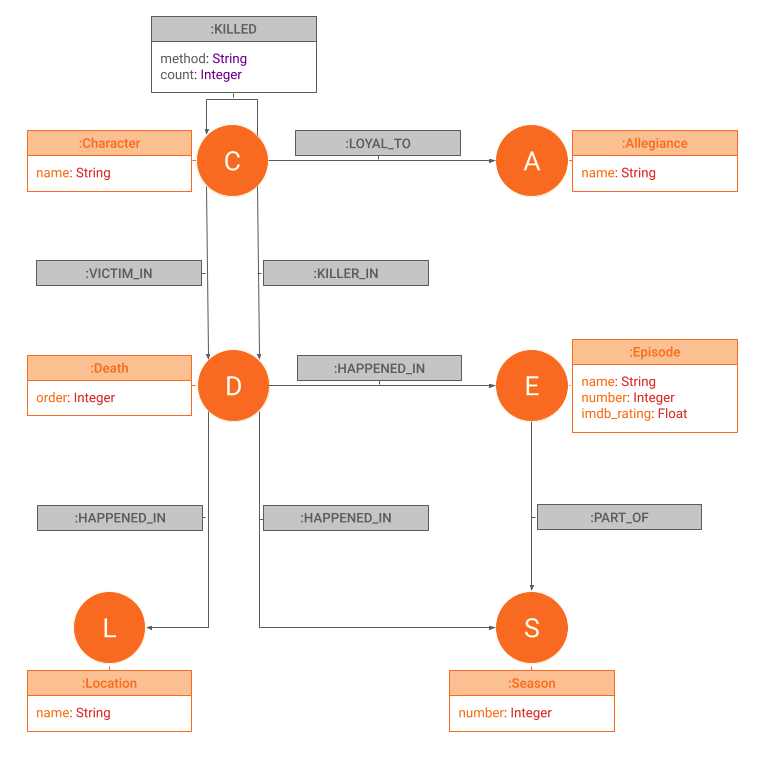 :KILLED
method: String
count: Integer
:Character
name: String
C
:LOYAL_TO
A
:Allegiance
name: String
:VICTIM_IN
:KILLER_IN
:Death
order: Integer
D
:HAPPENED_IN
E
:Episode
name: String
number: Integer
imdb_rating: Float
:HAPPENED_IN
:HAPPENED_IN
:PART_OF
L
S
:Location
name: String
:Season
number: Integer